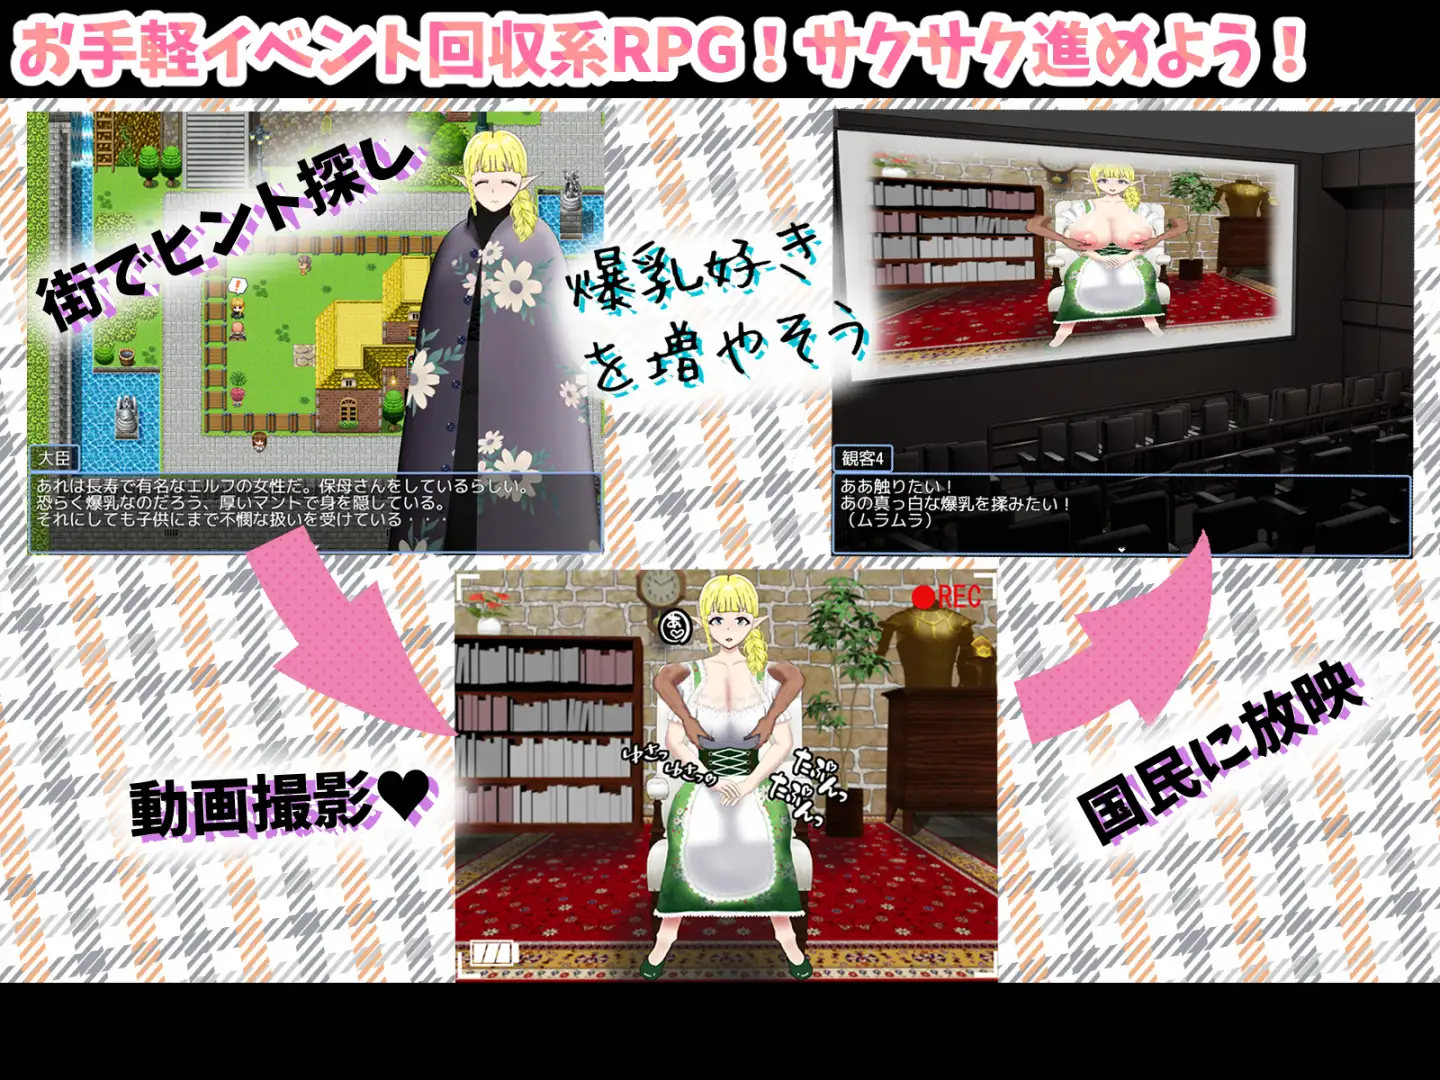 お手軽イベント回収系RPG！サクサク進めよう！
街でヒント探し
爆乳好き
を増やそう
大臣
あれは長寿で有名なエルフの女性だ。保母さんをしているらしい。
恐らく爆乳なのだろう、厚いマントで身を隠している。
それにしても子供にまで不憫な扱いを受けている・・・
観客4
ああ触りたい！
あの真っ白な爆乳を揉みたい！
（ムラムラ）
REC
あ♡
ゆさっ
ゆさっ
たぷんっ
たぷんっ
動画撮影♥
国民に放映